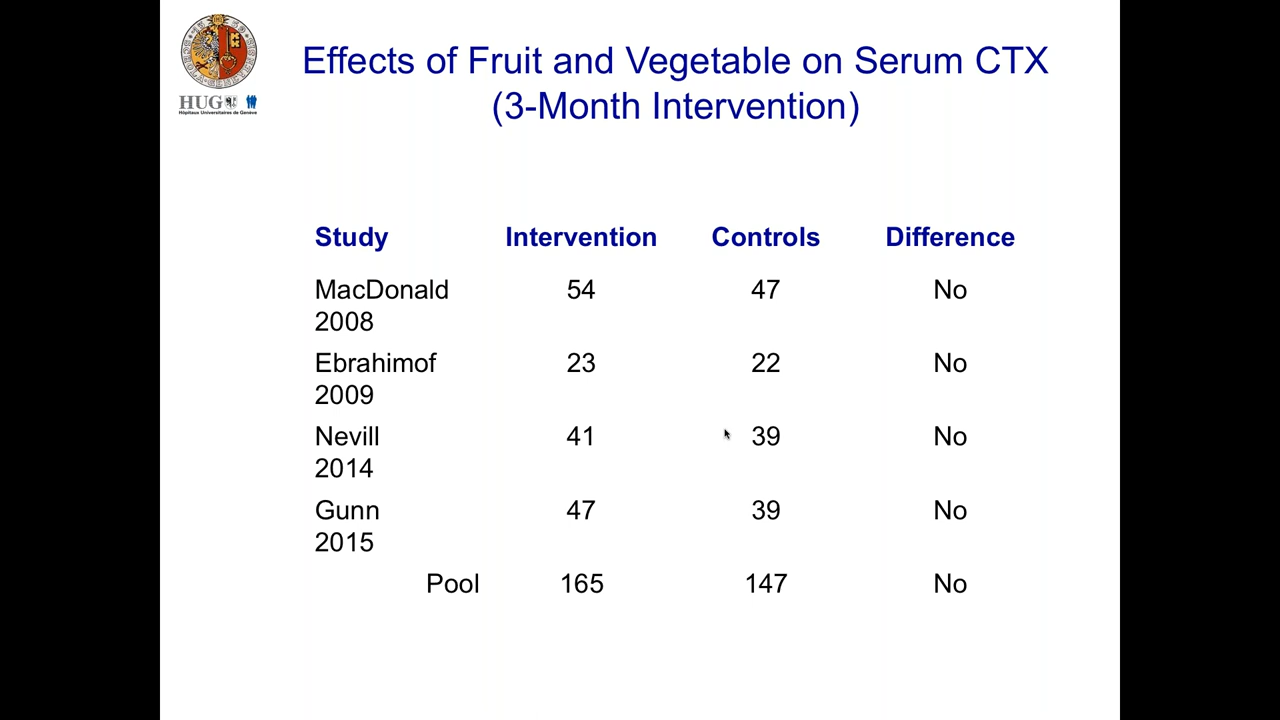 Effects of Fruit and Vegetable on Serum CTX
(3-Month Intervention)
HUG
Hôpitaux Universitaires de Genève
Study Intervention Controls Difference
MacDonald 54 47 No
2008
Ebrahimof 23 22 No
2009
Nevill 41 39 No
2014
Gunn 47 39 No
2015
Pool 165 147 No